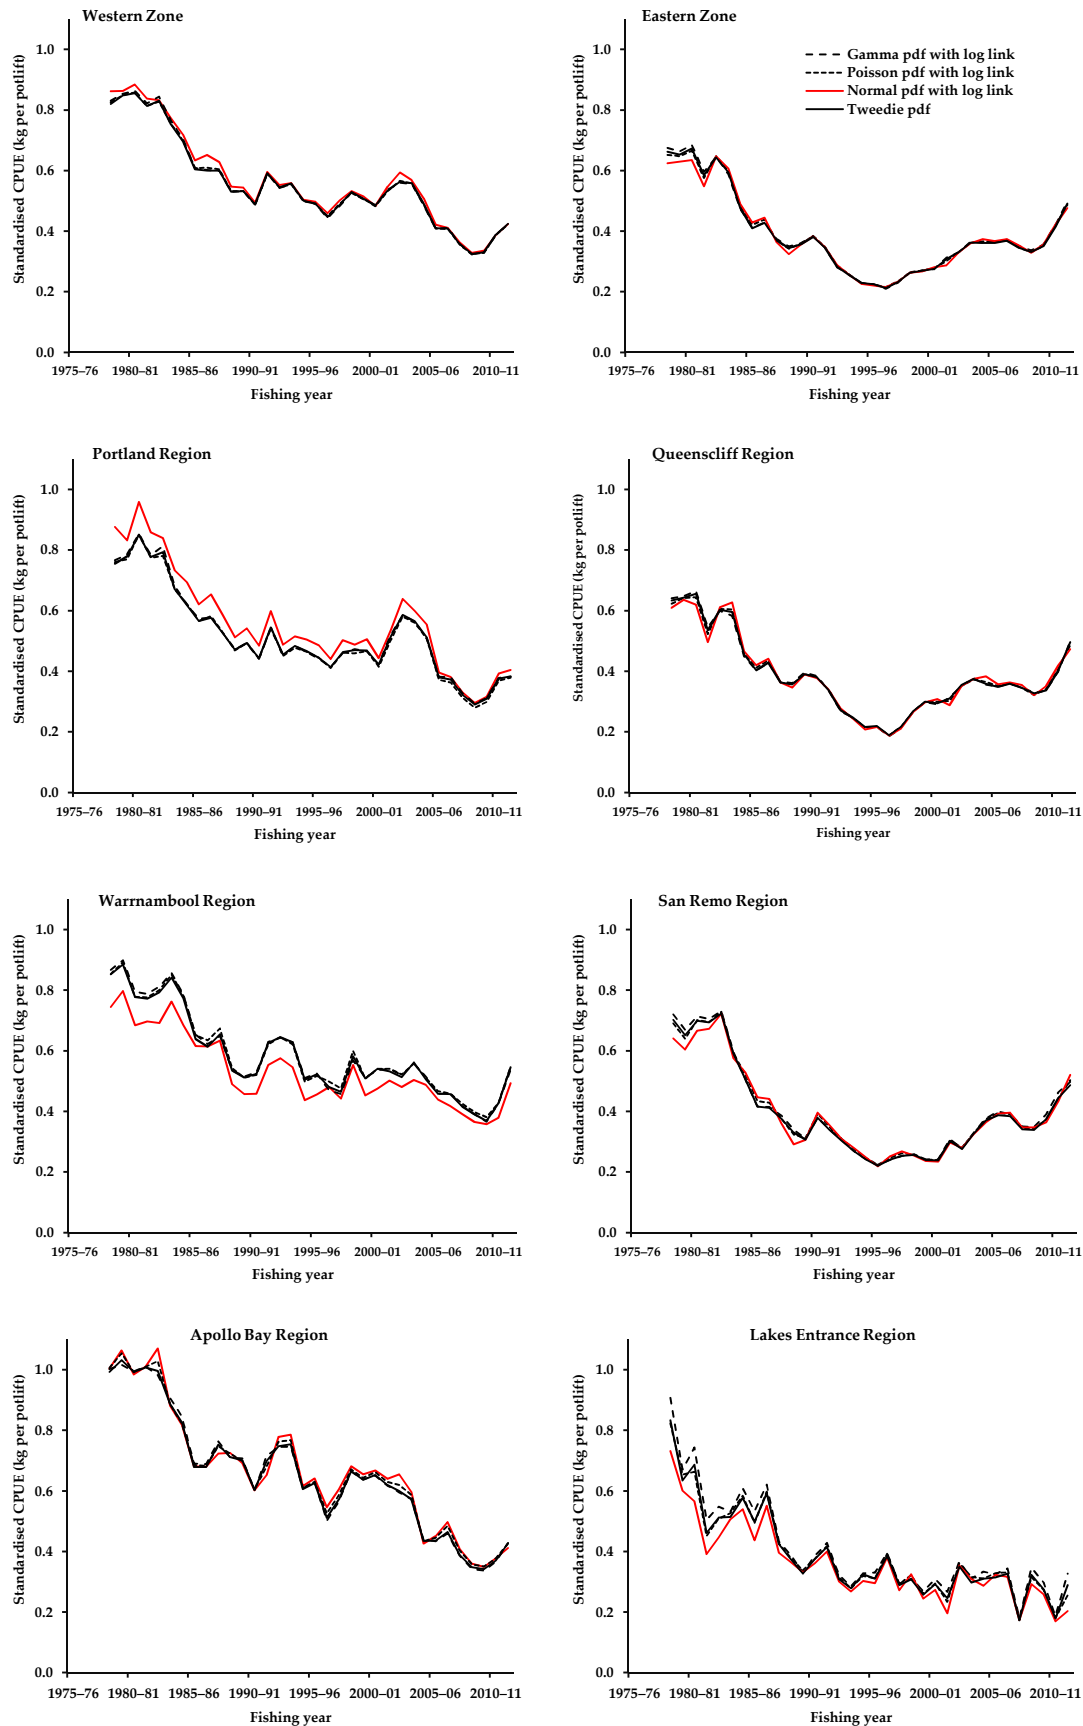 Western Zone
Standardised CPUE (kg per potlift)
1.0
0.8
0.6
0.4
0.2
0.0
1975–76 1980–81 1985–86 1990–91 1995–96 2000–01 2005–06 2010–11
Fishing year
Eastern Zone
Gamma pdf with log link
Poisson pdf with log link
Normal pdf with log link
Tweedie pdf
Standardised CPUE (kg per potlift)
1.0
0.8
0.6
0.4
0.2
0.0
1975–76 1980–81 1985–86 1990–91 1995–96 2000–01 2005–06 2010–11
Fishing year
Portland Region
Standardised CPUE (kg per potlift)
1.0
0.8
0.6
0.4
0.2
0.0
1975–76 1980–81 1985–86 1990–91 1995–96 2000–01 2005–06 2010–11
Fishing year
Queenscliff Region
Standardised CPUE (kg per potlift)
1.0
0.8
0.6
0.4
0.2
0.0
1975–76 1980–81 1985–86 1990–91 1995–96 2000–01 2005–06 2010–11
Fishing year
Warrnambool Region
Standardised CPUE (kg per potlift)
1.0
0.8
0.6
0.4
0.2
0.0
1975–76 1980–81 1985–86 1990–91 1995–96 2000–01 2005–06 2010–11
Fishing year
San Remo Region
Standardised CPUE (kg per potlift)
1.0
0.8
0.6
0.4
0.2
0.0
1975–76 1980–81 1985–86 1990–91 1995–96 2000–01 2005–06 2010–11
Fishing year
Apollo Bay Region
Standardised CPUE (kg per potlift)
1.0
0.8
0.6
0.4
0.2
0.0
1975–76 1980–81 1985–86 1990–91 1995–96 2000–01 2005–06 2010–11
Fishing year
Lakes Entrance Region
Standardised CPUE (kg per potlift)
1.0
0.8
0.6
0.4
0.2
0.0
1975–76 1980–81 1985–86 1990–91 1995–96 2000–01 2005–06 2010–11
Fishing year